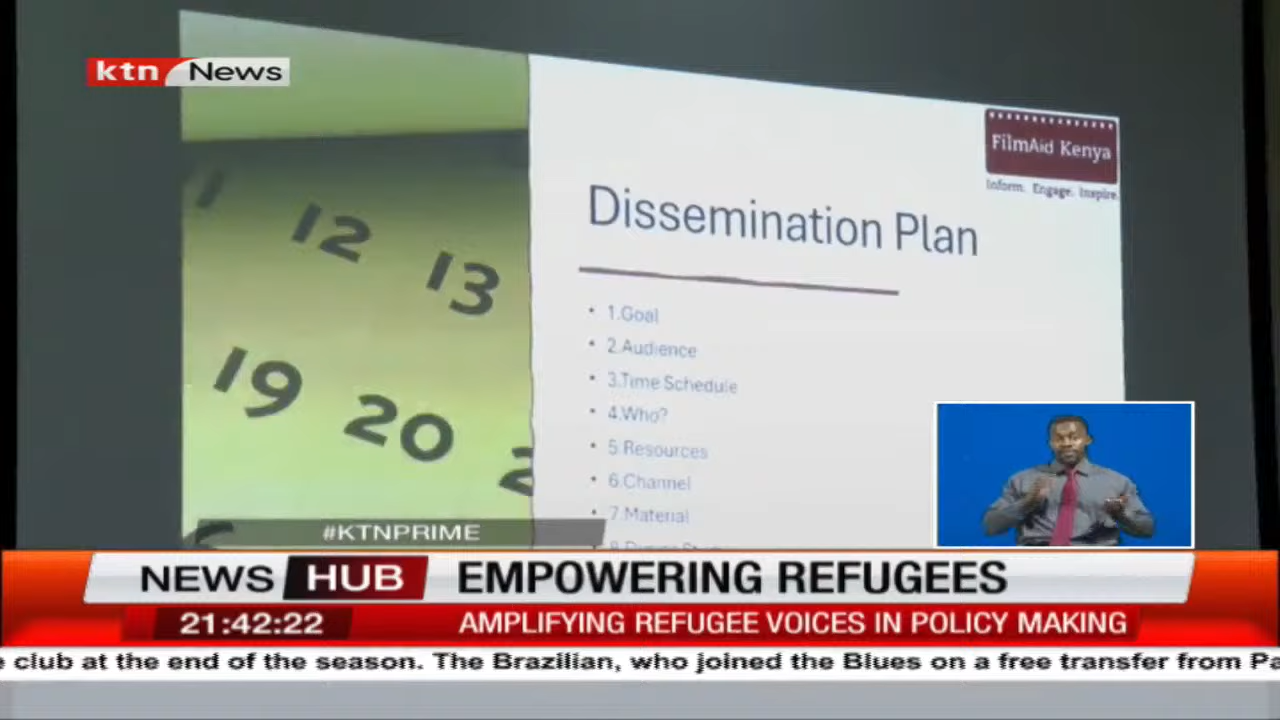 ktn News
FilmAid Kenya
Inform. Engage. Inspire.
Dissemination Plan
12
13
19
20
• 1.Goal
• 2.Audience
• 3.Time Schedule
• 4.Who?
• 5 Resources
• 6.Channel
• 7.Material
#KTNPRIME
NEWS HUB
EMPOWERING REFUGEES
21:42:22
AMPLIFYING REFUGEE VOICES IN POLICY MAKING
club at the end of the season. The Brazilian, who joined the Blues on a free transfer from